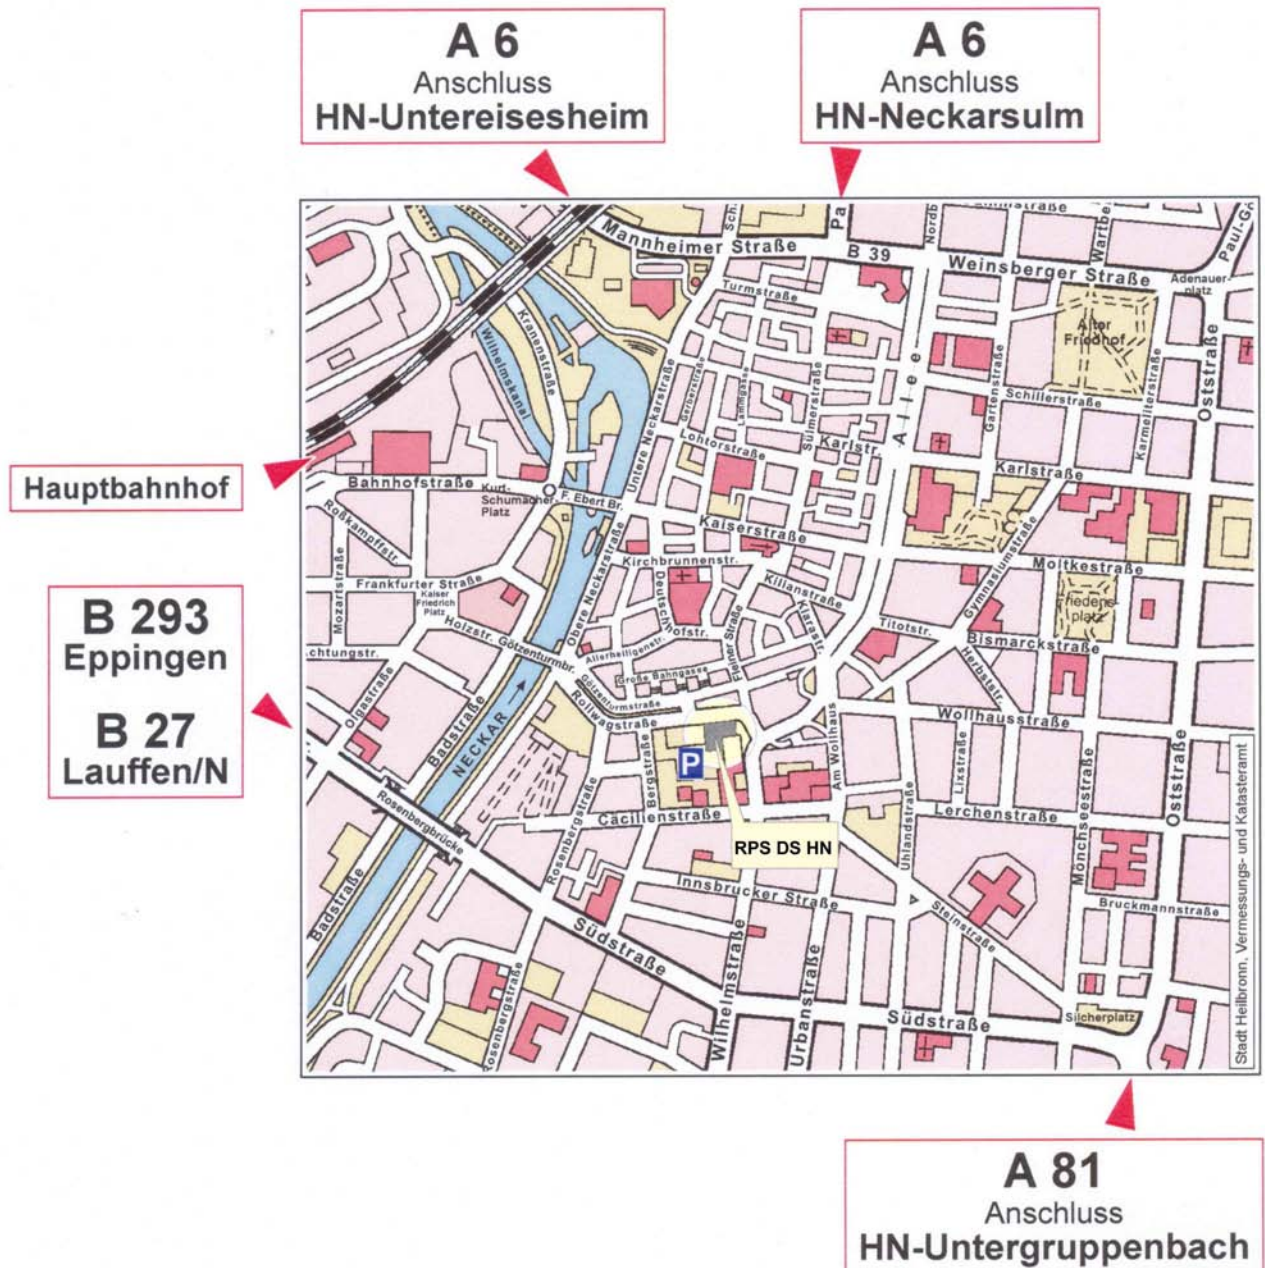 A 6
Anschluss
HN-Untereisesheim
A 6
Anschluss
HN-Neckarsulm
Hauptbahnhof
B 293
Eppingen
B 27
Lauffen/N
Mannheimer Straße
B 39
Weinsberger Straße
Adenauer-
platz
Turmstraße
Kranenstraße
Wilhelmskanal
Alter
Friedhof
Oststraße
Untere Neckarstraße
Gerberstraße
Lammgasse
Sülmerstraße
Allee
Gartenstraße
Schillerstraße
Karmeliterstraße
Lohtorstraße
Karlstr.
Karlstraße
Bahnhofstraße
Kurt-
Schumacher-
Platz
F. Ebert Br.
Kaiserstraße
Roßkampffstr.
Kirchbrunnenstr.
Moltkestraße
Gymnasiumstraße
Mozartstraße
Frankfurter Straße
Kaiser
Friedrich
Platz
Obere Neckarstraße
Deutschhofstr.
Kilianstraße
Klarastr.
Friedens-
platz
Titotstr.
Bismarckstraße
Holzstr.
Götzenturmbr.
Allerheiligenstr.
Fleiner Straße
Herbststr.
chtungstr.
Große Bahngasse
Götzenturmstraße
Olgastraße
Badstraße
NECKAR
Rollwagstraße
Wollhausstraße
P
Bergstraße
Am Wollhaus
Lixstraße
Mönchseestraße
Oststraße
Rosenbergbrücke
Rosenbergstraße
Cäcilienstraße
Uhlandstraße
Lerchenstraße
RPS DS HN
Badstraße
Innsbrucker Straße
Steinstraße
Bruckmannstraße
Südstraße
Wilhelmstraße
Urbanstraße
Rosenbergstraße
Südstraße
Silcherplatz
Stadt Heilbronn, Vermessungs- und Katasteramt
A 81
Anschluss
HN-Untergruppenbach